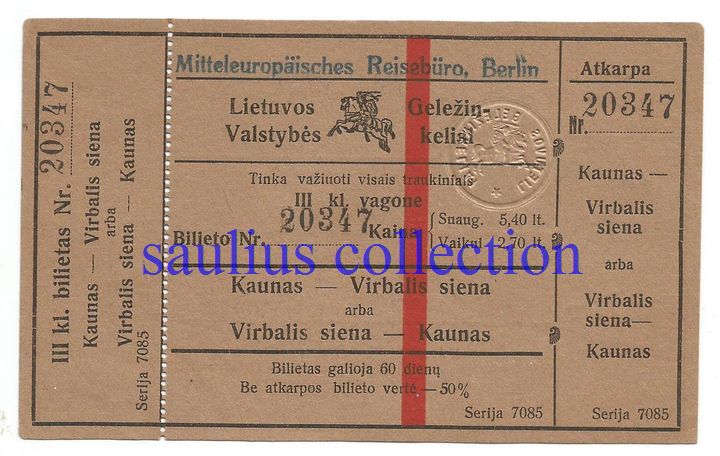 III kl. bilietas Nr. 20347
Kaunas — Virbalis siena
arba
Virbalis siena — Kaunas
Serija 7085
Mitteleuropäisches Reisebüro, Berlin
Lietuvos Geležin-
Valstybės keliai
Tinka važiuoti visais traukiniais
III kl. vagone
Bilieto Nr. 20347 Kaina
Suaug. 5,40 lt.
Vaikui 2,70 lt.
saulius collection
Kaunas — Virbalis siena
arba
Virbalis siena — Kaunas
Bilietas galioja 60 dienų
Be atkarpos bilieto vertė — 50%
Serija 7085
Atkarpa
Nr. 20347
Kaunas —
Virbalis
siena
arba
Virbalis
siena—
Kaunas
Serija 7085